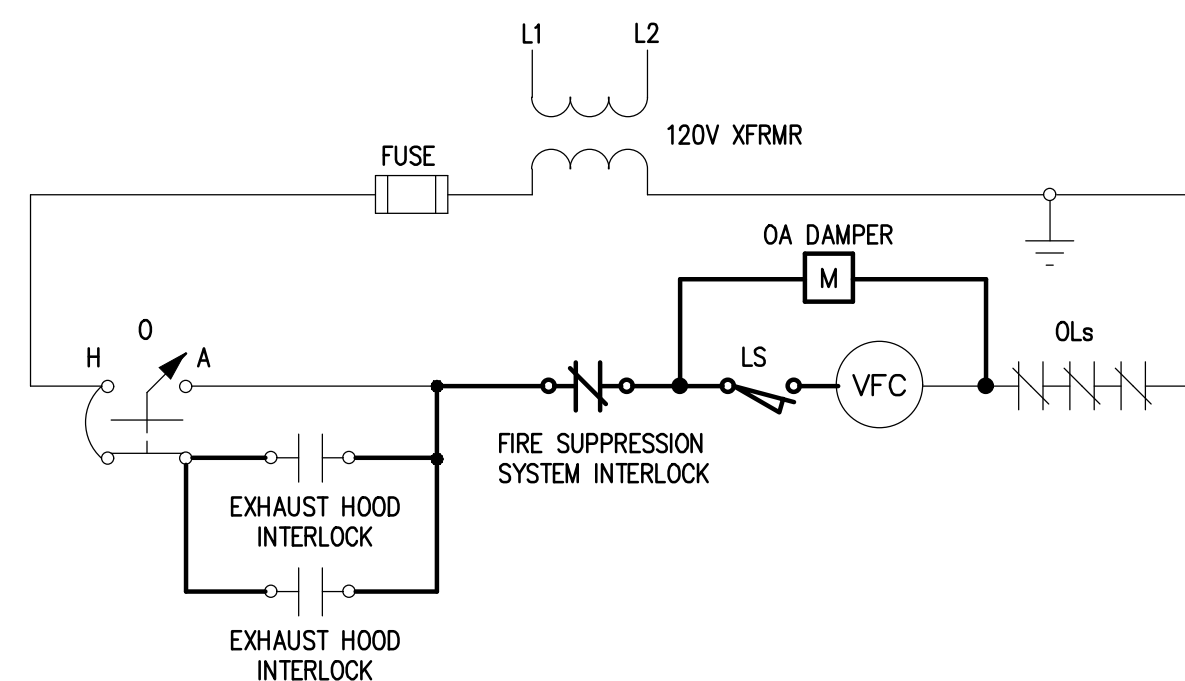 L1 L2
120V XFRMR
FUSE
OA DAMPER
M
H O A
LS
VFC
OLs
FIRE SUPPRESSION
SYSTEM INTERLOCK
EXHAUST HOOD
INTERLOCK
EXHAUST HOOD
INTERLOCK